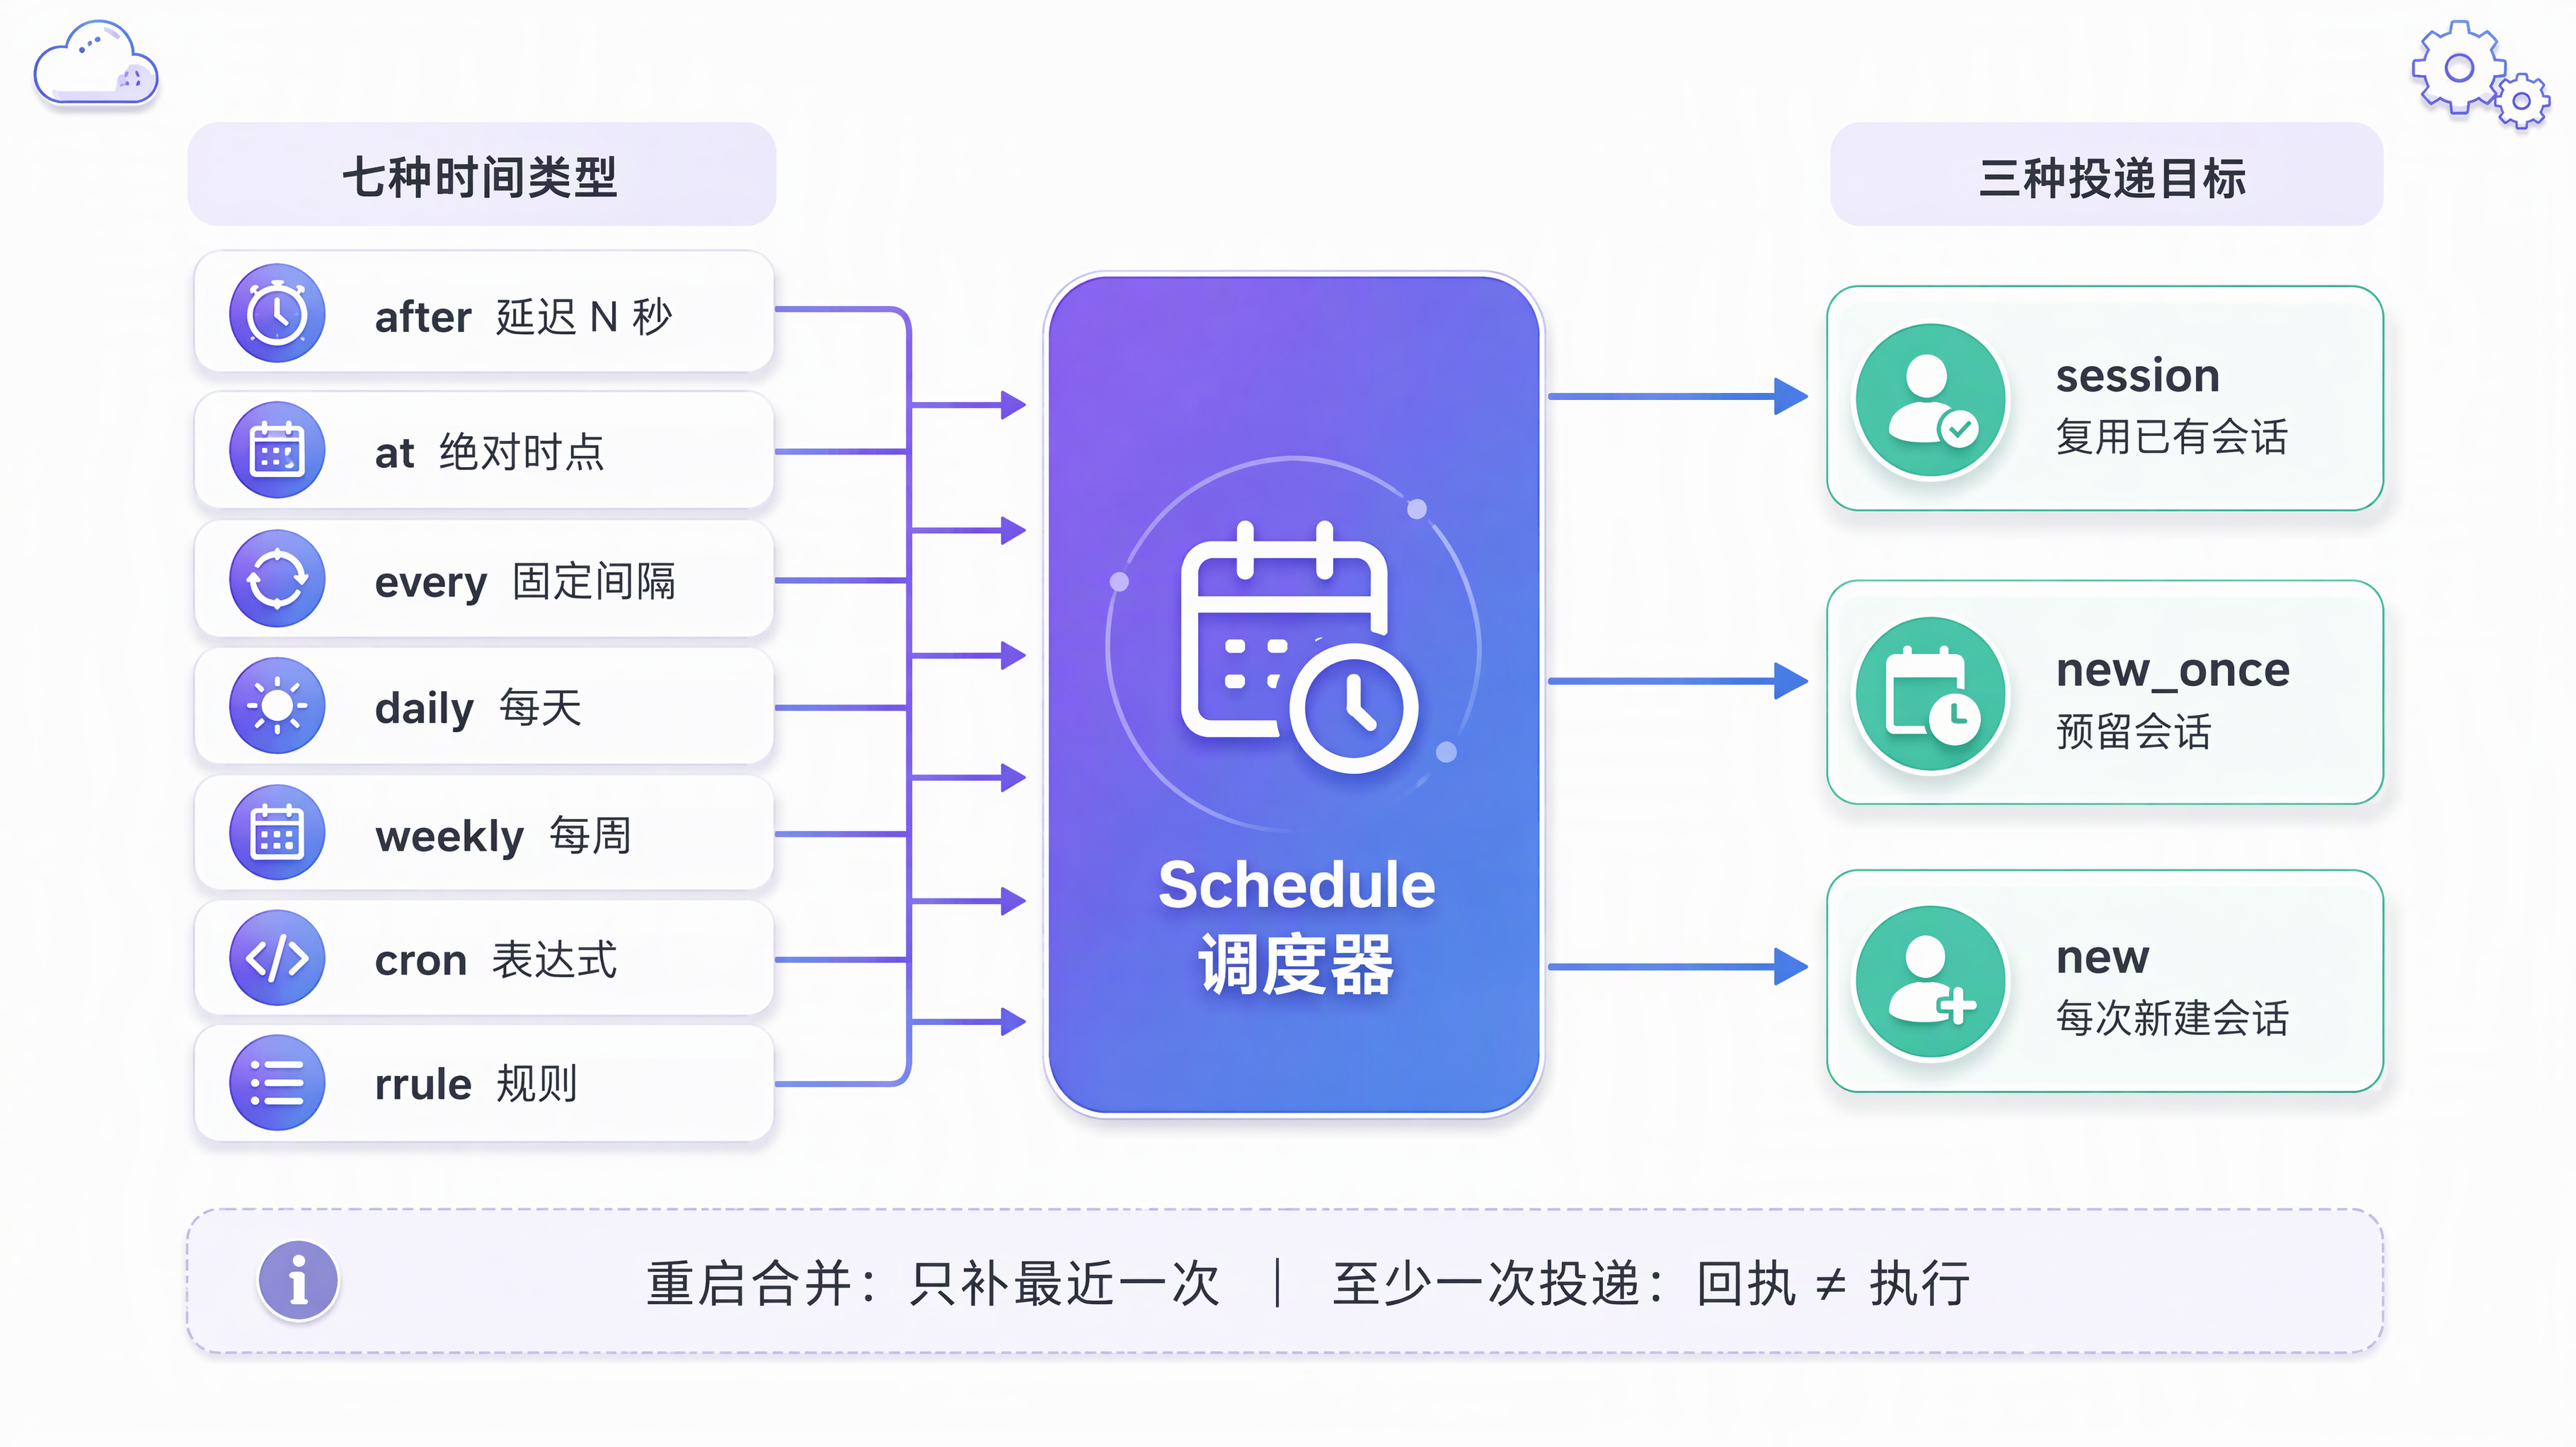 七种时间类型
after 延迟 N 秒
at 绝对时点
every 固定间隔
daily 每天
weekly 每周
cron 表达式
rrule 规则
Schedule
调度器
三种投递目标
session
复用已有会话
new_once
预留会话
new
每次新建会话
重启合并：只补最近一次 | 至少一次投递：回执 ≠ 执行